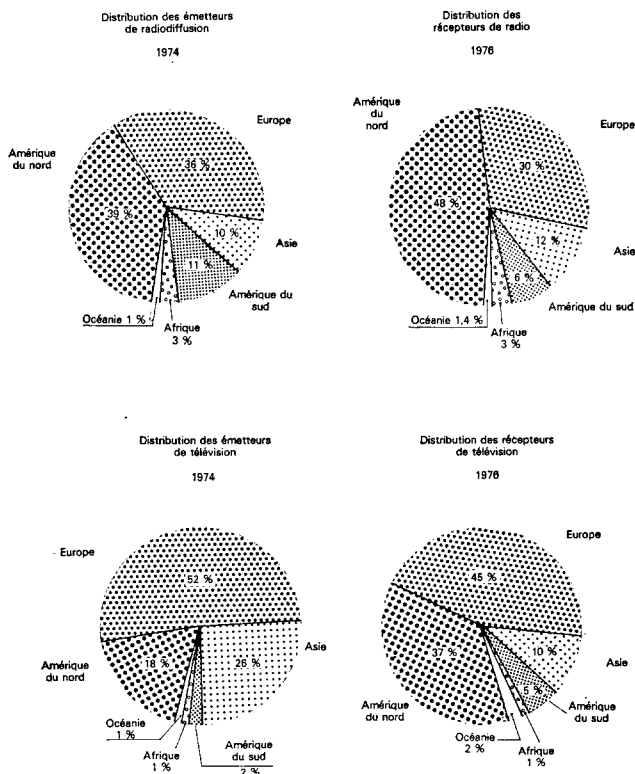 Distribution des émetteurs
de radiodiffusion
1974
Europe
36 %
Amérique
du nord
39 %
10 %
Asie
11 %
Amérique du
sud
Océanie 1 %
Afrique
3 %
Distribution des
récepteurs de radio
1976
Amérique
du
nord
Europe
30 %
48 %
12 %
Asie
6 %
Amérique du sud
Océanie 1,4 %
Afrique
3 %
Distribution des émetteurs
de télévision
1974
Europe
52 %
Asie
Amérique
du nord
18 %
26 %
Océanie
1 %
Afrique
1 %
Amérique
du sud
2 %
Distribution des récepteurs
de télévision
1976
Europe
45 %
37 %
10 %
Asie
5 %
Amérique
du nord
Amérique
du sud
Océanie
2 %
Afrique
1 %